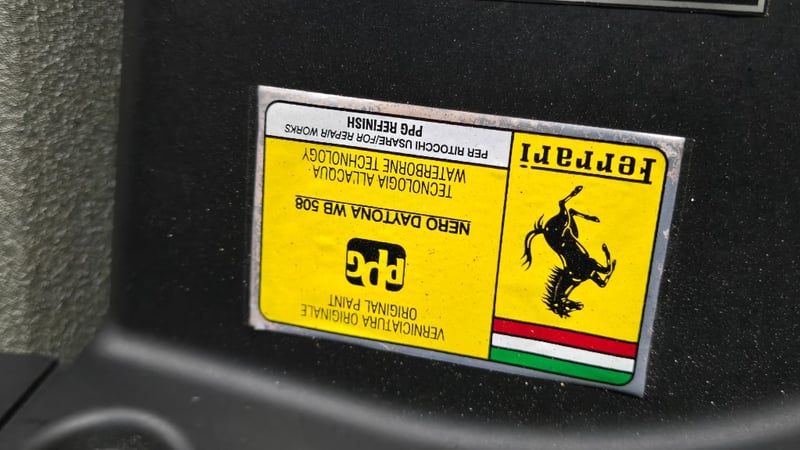 VERNICIATURA ORIGINALE
ORIGINAL PAINT
PPG
NERO DAYTONA WB 508
TECNOLOGIA ALL'ACQUA-
WATERBORNE TECHNOLOGY
PER RITOCCHI USARE/FOR REPAIR WORKS
PPG REFINISH
Ferrari